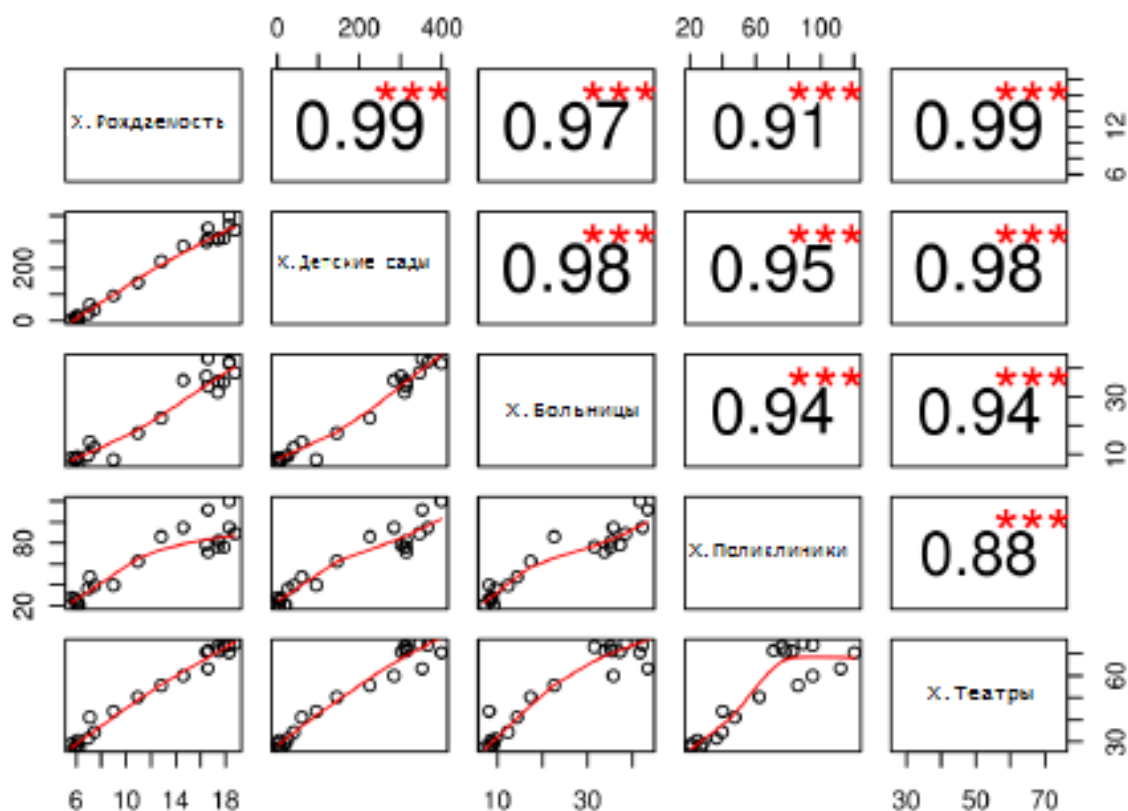 0 200 400 20 60 100
X.Рождаемость 0.99*** 0.97*** 0.91*** 0.99*** 6 12
0 200 X.Детские сады 0.98*** 0.95*** 0.98***
X.Больницы 0.94*** 0.94*** 10 30
20 80 X.Поликлиники 0.88***
X.Театры 30 60
6 10 14 18 10 30 30 50 70